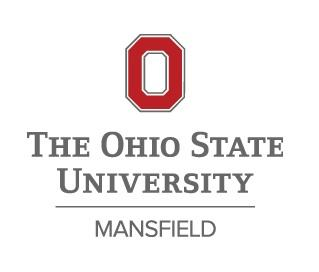 O
THE OHIO STATE
UNIVERSITY
MANSFIELD